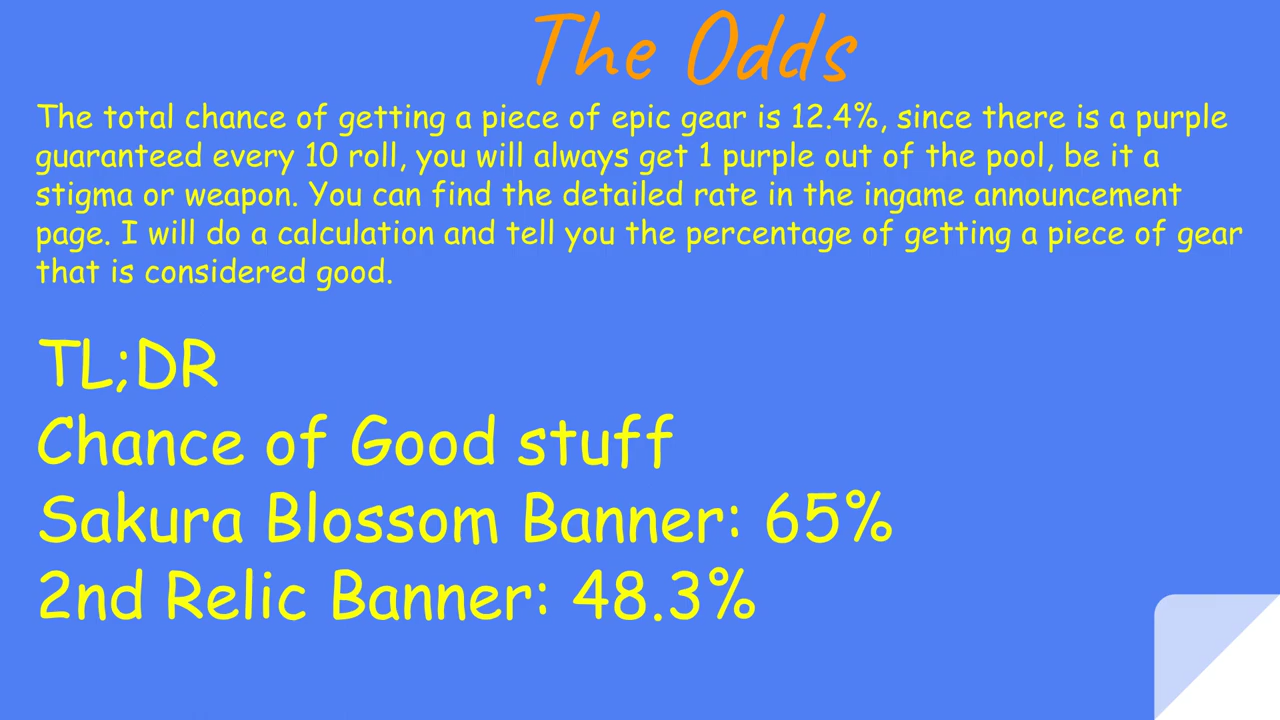 The Odds
The total chance of getting a piece of epic gear is 12.4%, since there is a purple
guaranteed every 10 roll, you will always get 1 purple out of the pool, be it a
stigma or weapon. You can find the detailed rate in the ingame announcement
page. I will do a calculation and tell you the percentage of getting a piece of gear
that is considered good.
TL;DR
Chance of Good stuff
Sakura Blossom Banner: 65%
2nd Relic Banner: 48.3%